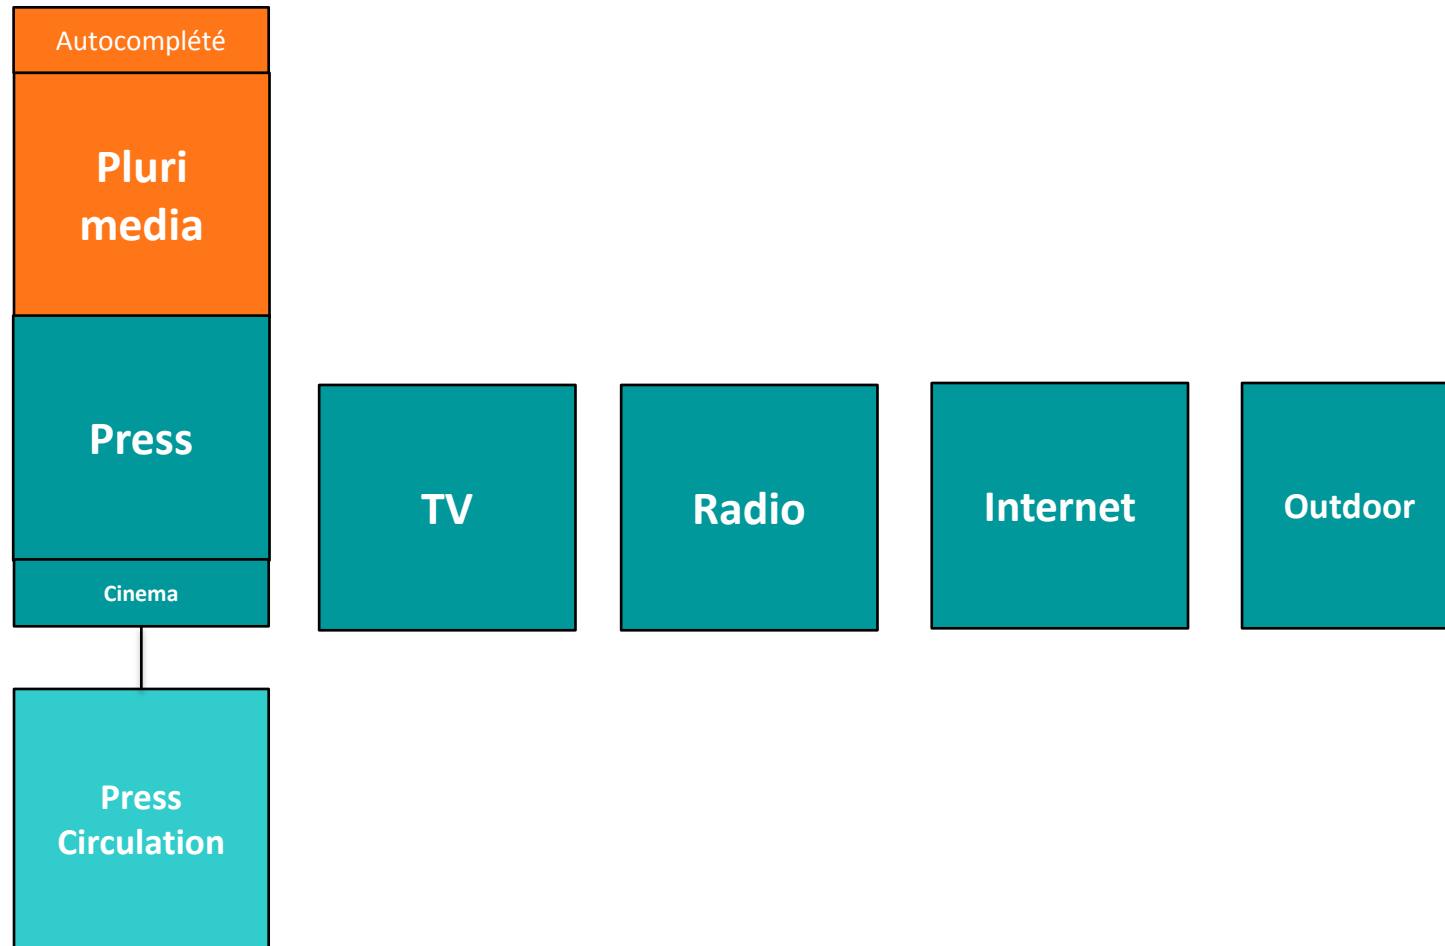 Autocomplété
Pluri
media
Press
Cinema
TV
Radio
Internet
Outdoor
Press
Circulation